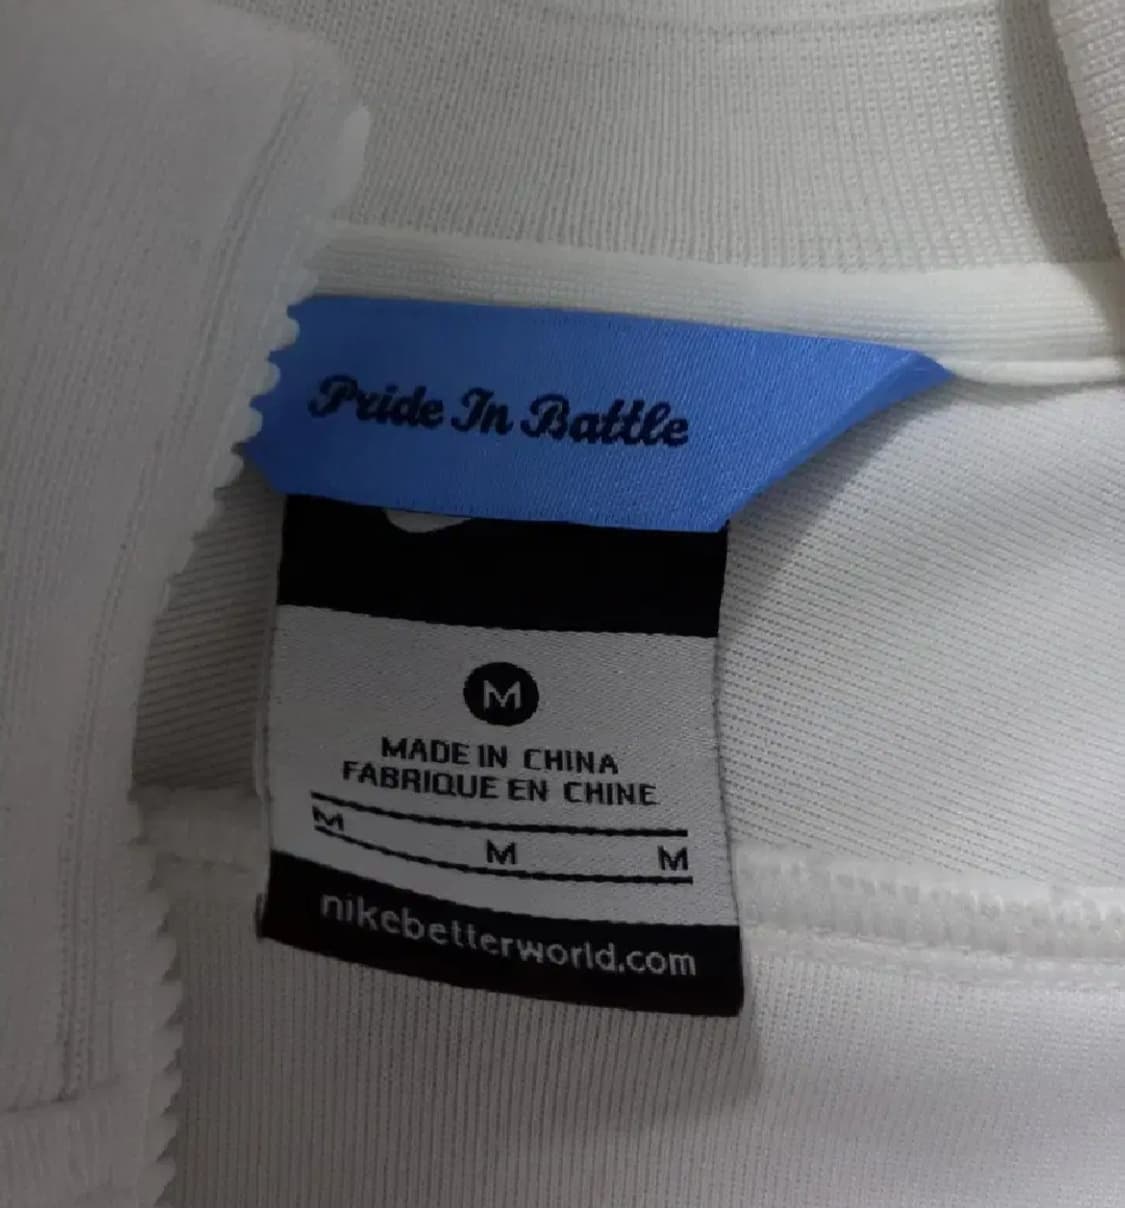 Pride In Battle
M
MADE IN CHINA
FABRIQUE EN CHINE
M M M
nikebetterworld.com